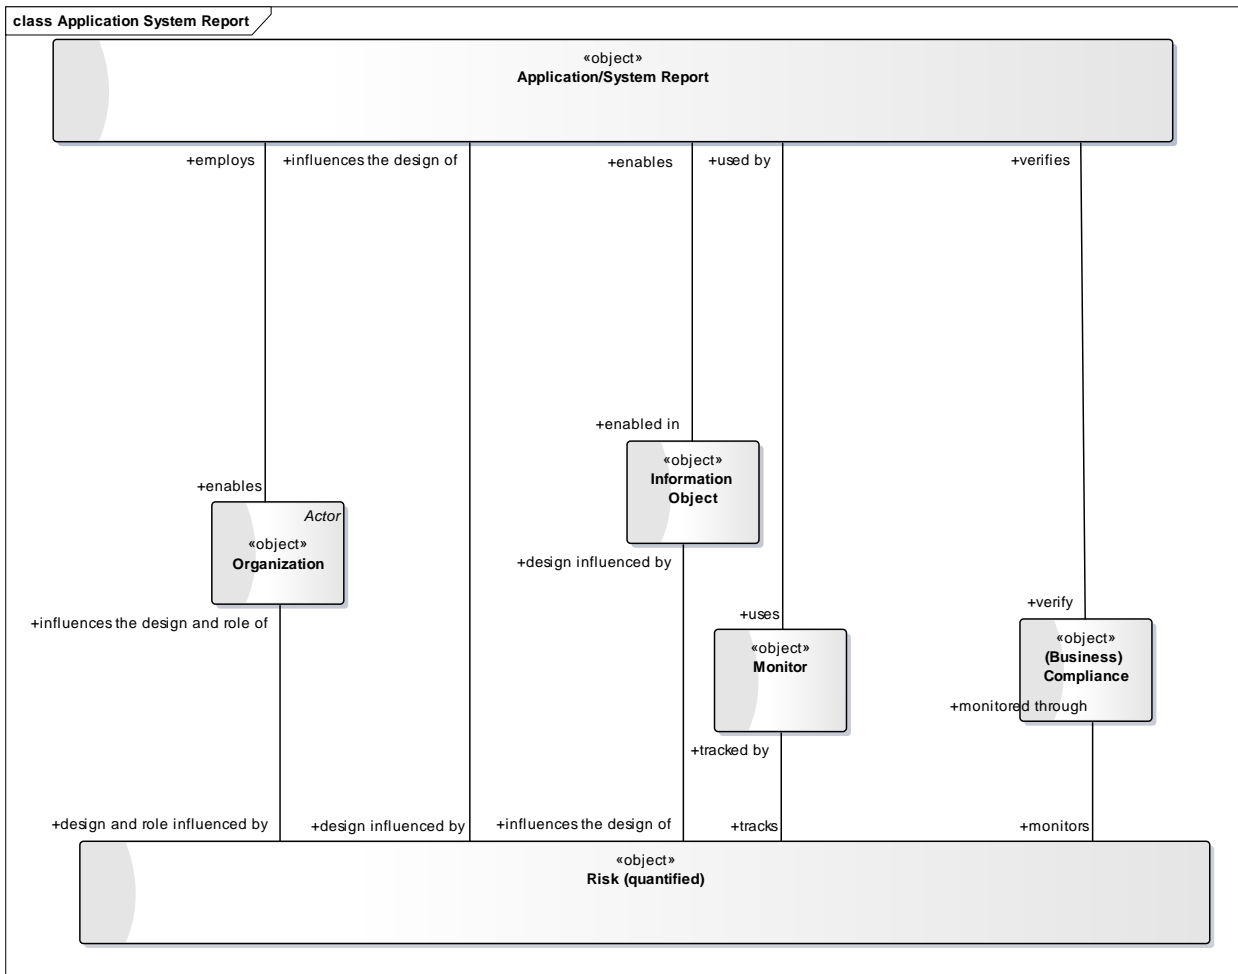 class Application System Report
«object»
Application/System Report
+employs
+influences the design of
+enables
+used by
+verifies
+enabled in
«object»
Information
Object
+enables
Actor
«object»
Organization
+design influenced by
+influences the design and role of
+uses
«object»
Monitor
+verify
«object»
(Business)
Compliance
+monitored through
+tracked by
+design and role influenced by
+design influenced by
+influences the design of
+tracks
+monitors
«object»
Risk (quantified)